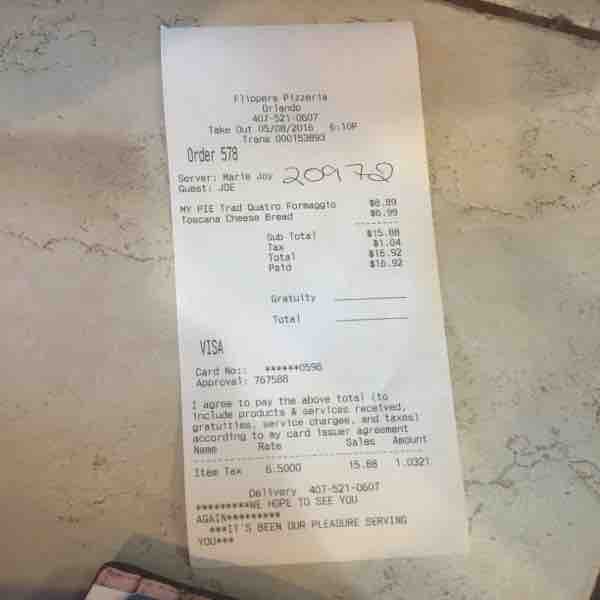 Flippers Pizzeria
Orlando
407-521-0607
Take Out 05/08/2016 6:10P
Trans 000153893
Order 578
Server: Marie Joy 20972
Guest: JOE
MY PIE Trad Quatro Formaggio $8.89
Toscana Cheese Bread $6.99
Sub Total $15.88
Tax $1.04
Total $16.92
Paid $16.92
Gratuity
Total
VISA
Card No:: ******0596
Approval: 767588
I agree to pay the above total (to
include products & services received,
gratuities, service charges, and taxes)
according to my card issuer agreement
Name Rate Sales Amount
Item Tax 6.5000 15.88 1.0321
Delivery 407-521-0607
*********WE HOPE TO SEE YOU
AGAIN*********
***IT'S BEEN OUR PLEASURE SERVING
YOU***